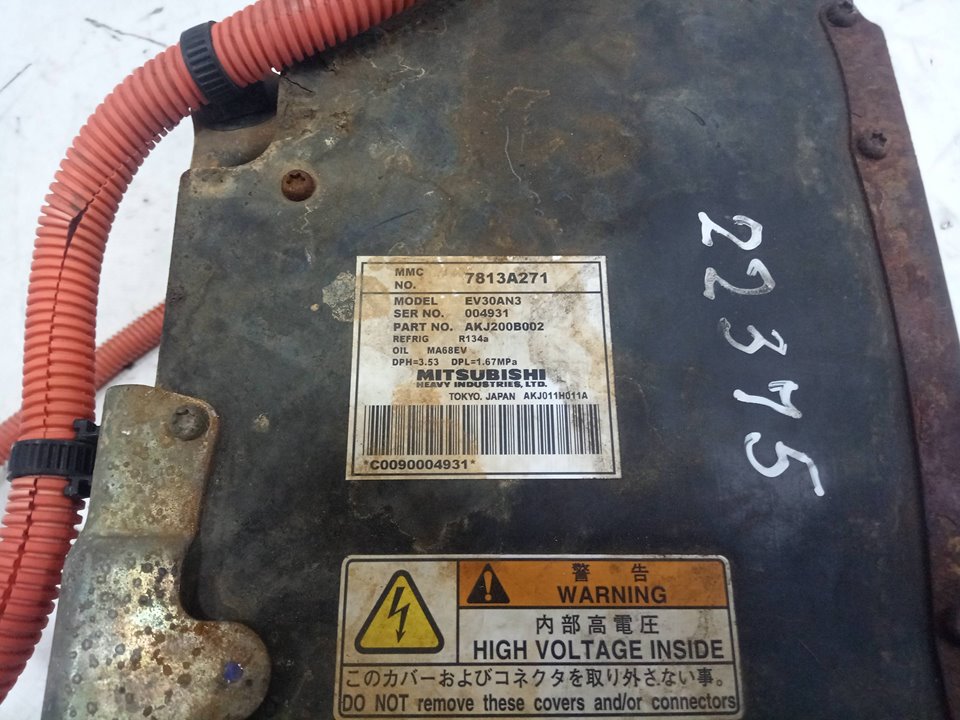 MMC NO. 7813A271
MODEL EV30AN3
SER NO. 004931
PART NO. AKJ200B002
REFRIG R134a
OIL MA68EV
DPH=3.53 DPL=1.67MPa
MITSUBISHI
HEAVY INDUSTRIES, LTD.
TOKYO. JAPAN AKJ011H011A
*C0090004931*
22375
警 告
WARNING
内部高電圧
HIGH VOLTAGE INSIDE
このカバーおよびコネクタを取り外さない事。
DO NOT remove these covers and/or connectors